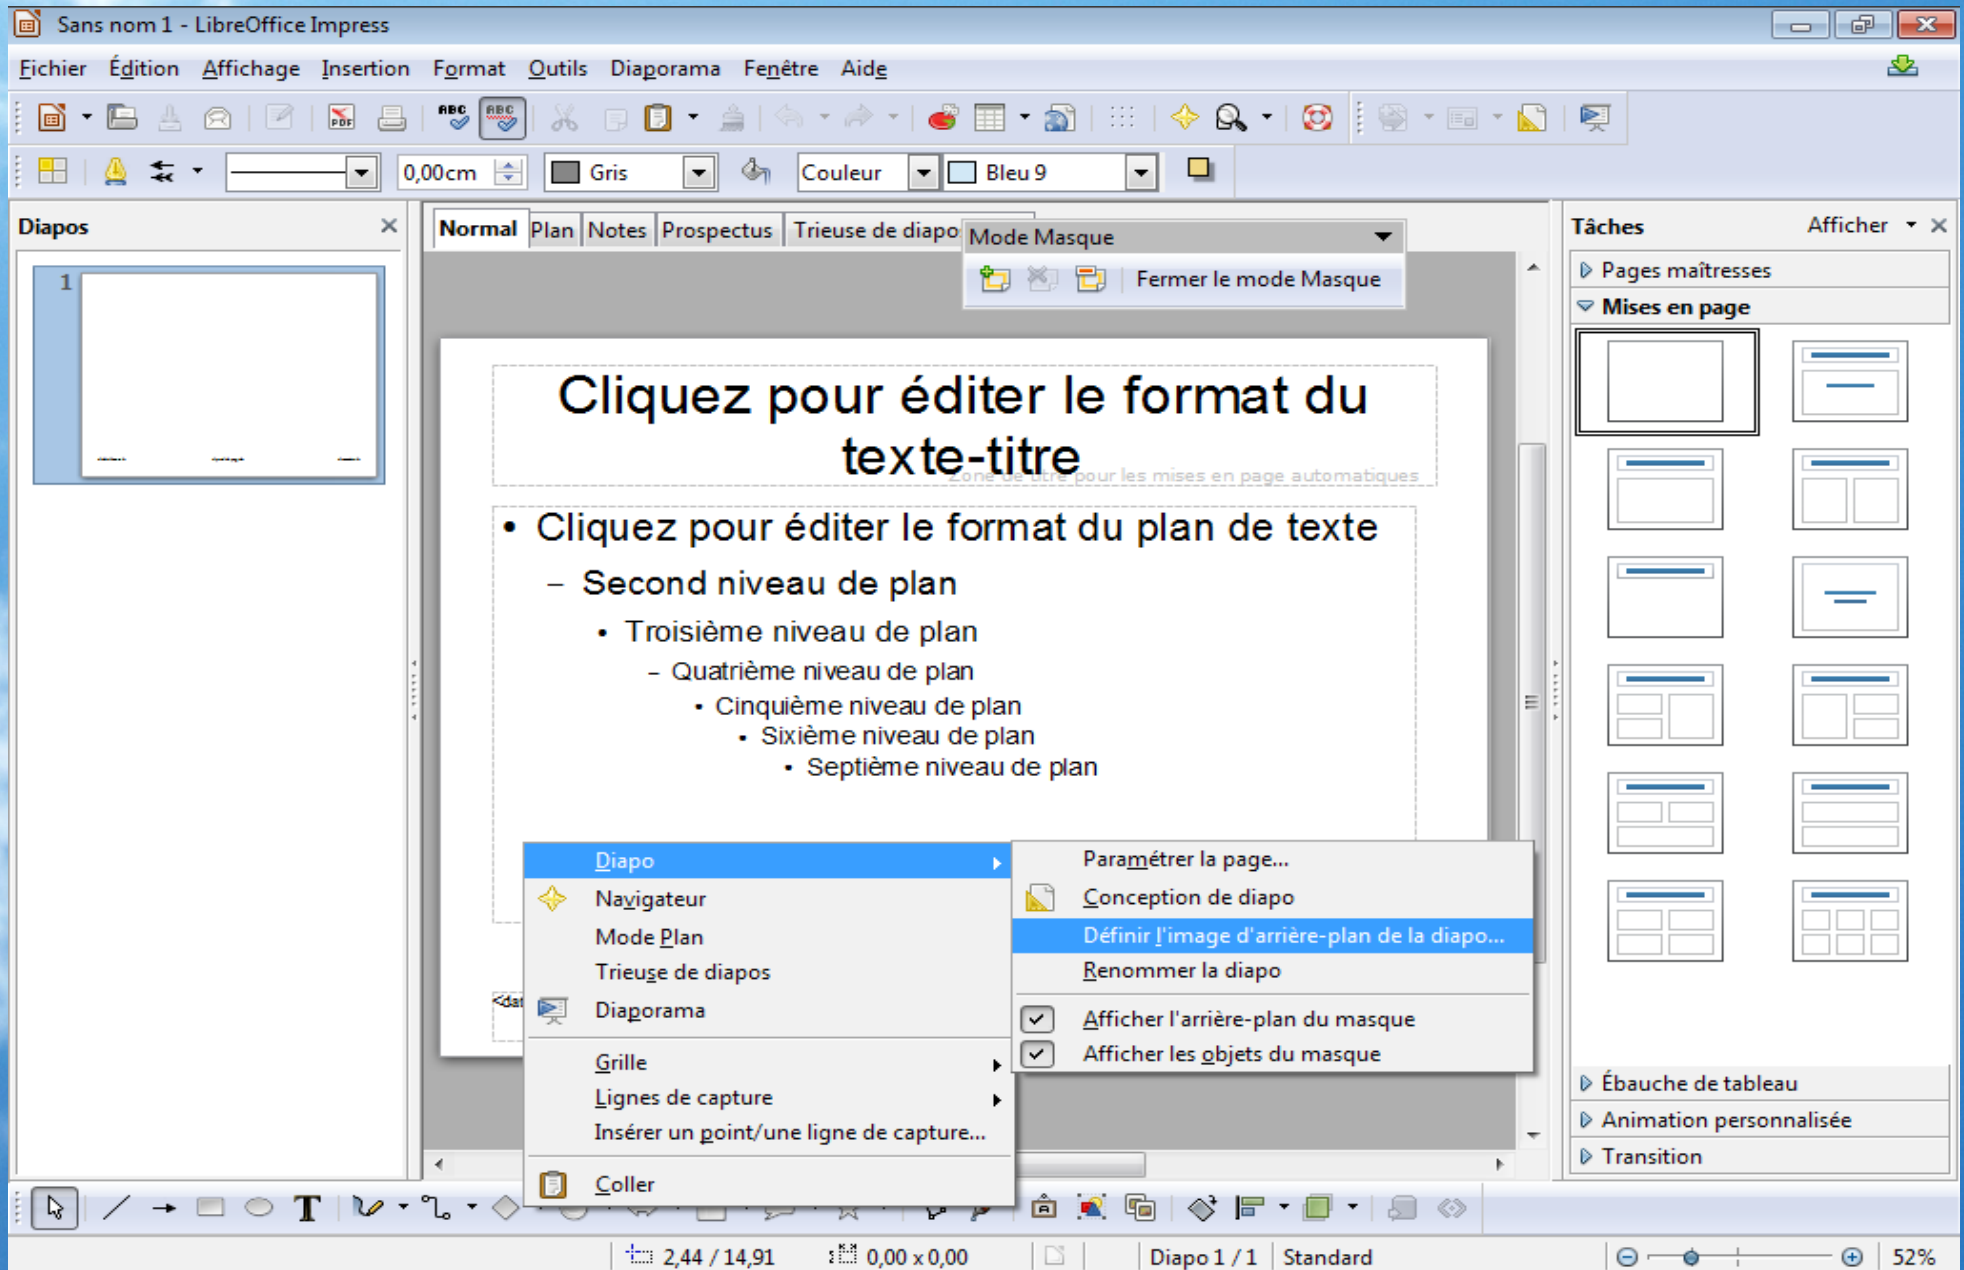 Sans nom 1 - LibreOffice Impress
Fichier Édition Affichage Insertion Format Outils Diaporama Fenêtre Aide
0,00cm Gris Couleur Bleu 9
Diapos
1
Normal Plan Notes Prospectus Trieuse de diapo
Mode Masque
Fermer le mode Masque
Cliquez pour éditer le format du
texte-titre
Zone de titre pour les mises en page automatiques
• Cliquez pour éditer le format du plan de texte
– Second niveau de plan
• Troisième niveau de plan
– Quatrième niveau de plan
• Cinquième niveau de plan
• Sixième niveau de plan
• Septième niveau de plan
<dat
Diapo
Navigateur
Mode Plan
Trieuse de diapos
Diaporama
Grille
Lignes de capture
Insérer un point/une ligne de capture...
Coller
Paramétrer la page...
Conception de diapo
Définir l'image d'arrière-plan de la diapo...
Renommer la diapo
Afficher l'arrière-plan du masque
Afficher les objets du masque
Tâches Afficher
Pages maîtresses
Mises en page
Ébauche de tableau
Animation personnalisée
Transition
2,44 / 14,91 0,00 x 0,00 Diapo 1 / 1 Standard 52%